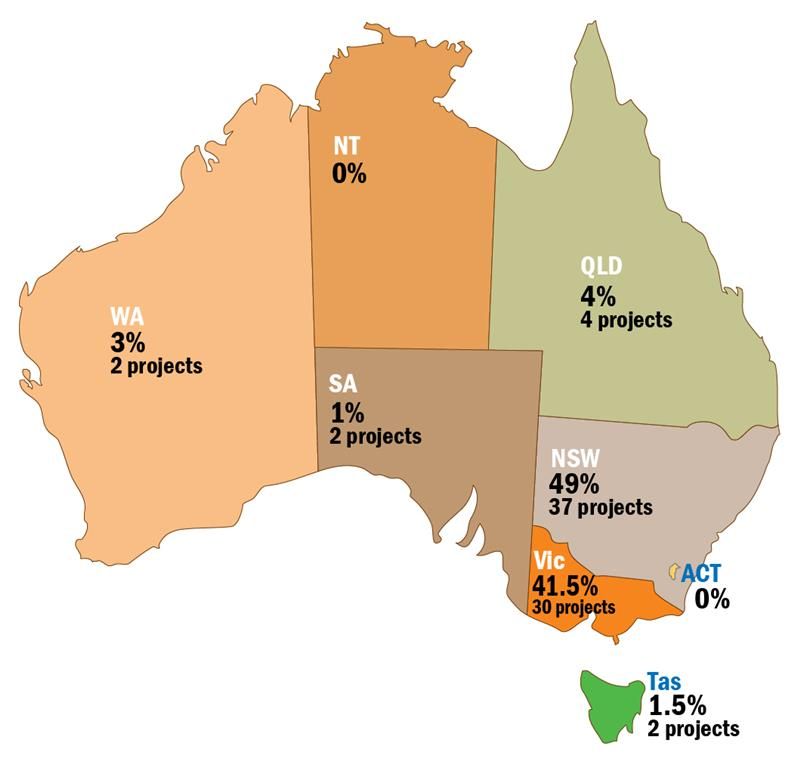 NT
0%
QLD
4%
4 projects
WA
3%
2 projects
SA
1%
2 projects
NSW
49%
37 projects
Vic
41.5%
30 projects
ACT
0%
Tas
1.5%
2 projects